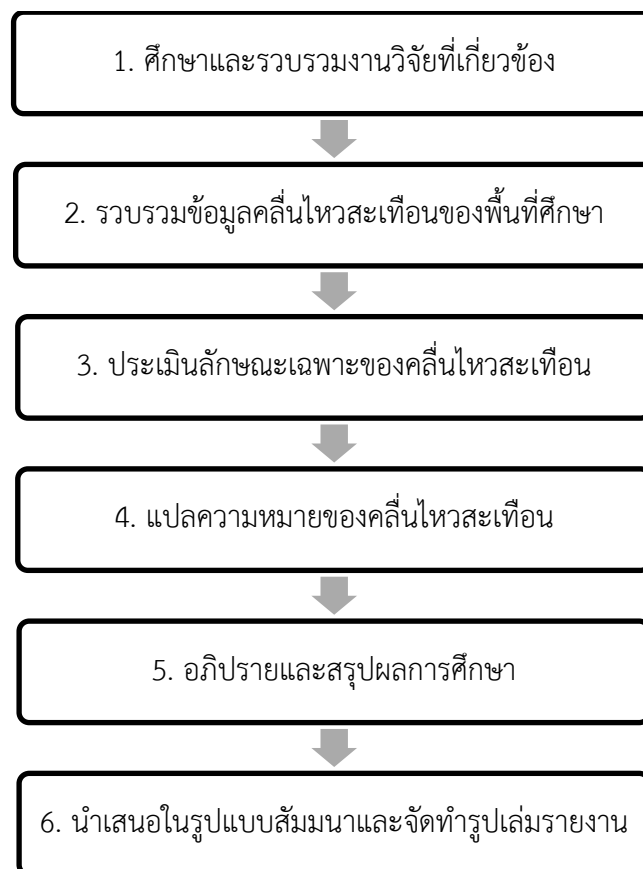 1. ศึกษาและรวบรวมงานวิจัยที่เกี่ยวข้อง
2. รวบรวมข้อมูลคลื่นไหวสะเทือนของพื้นที่ศึกษา
3. ประเมินลักษณะเฉพาะของคลื่นไหวสะเทือน
4. แปลความหมายของคลื่นไหวสะเทือน
5. อภิปรายและสรุปผลการศึกษา
6. นำเสนอในรูปแบบสัมมนาและจัดทำรูปเล่มรายงาน